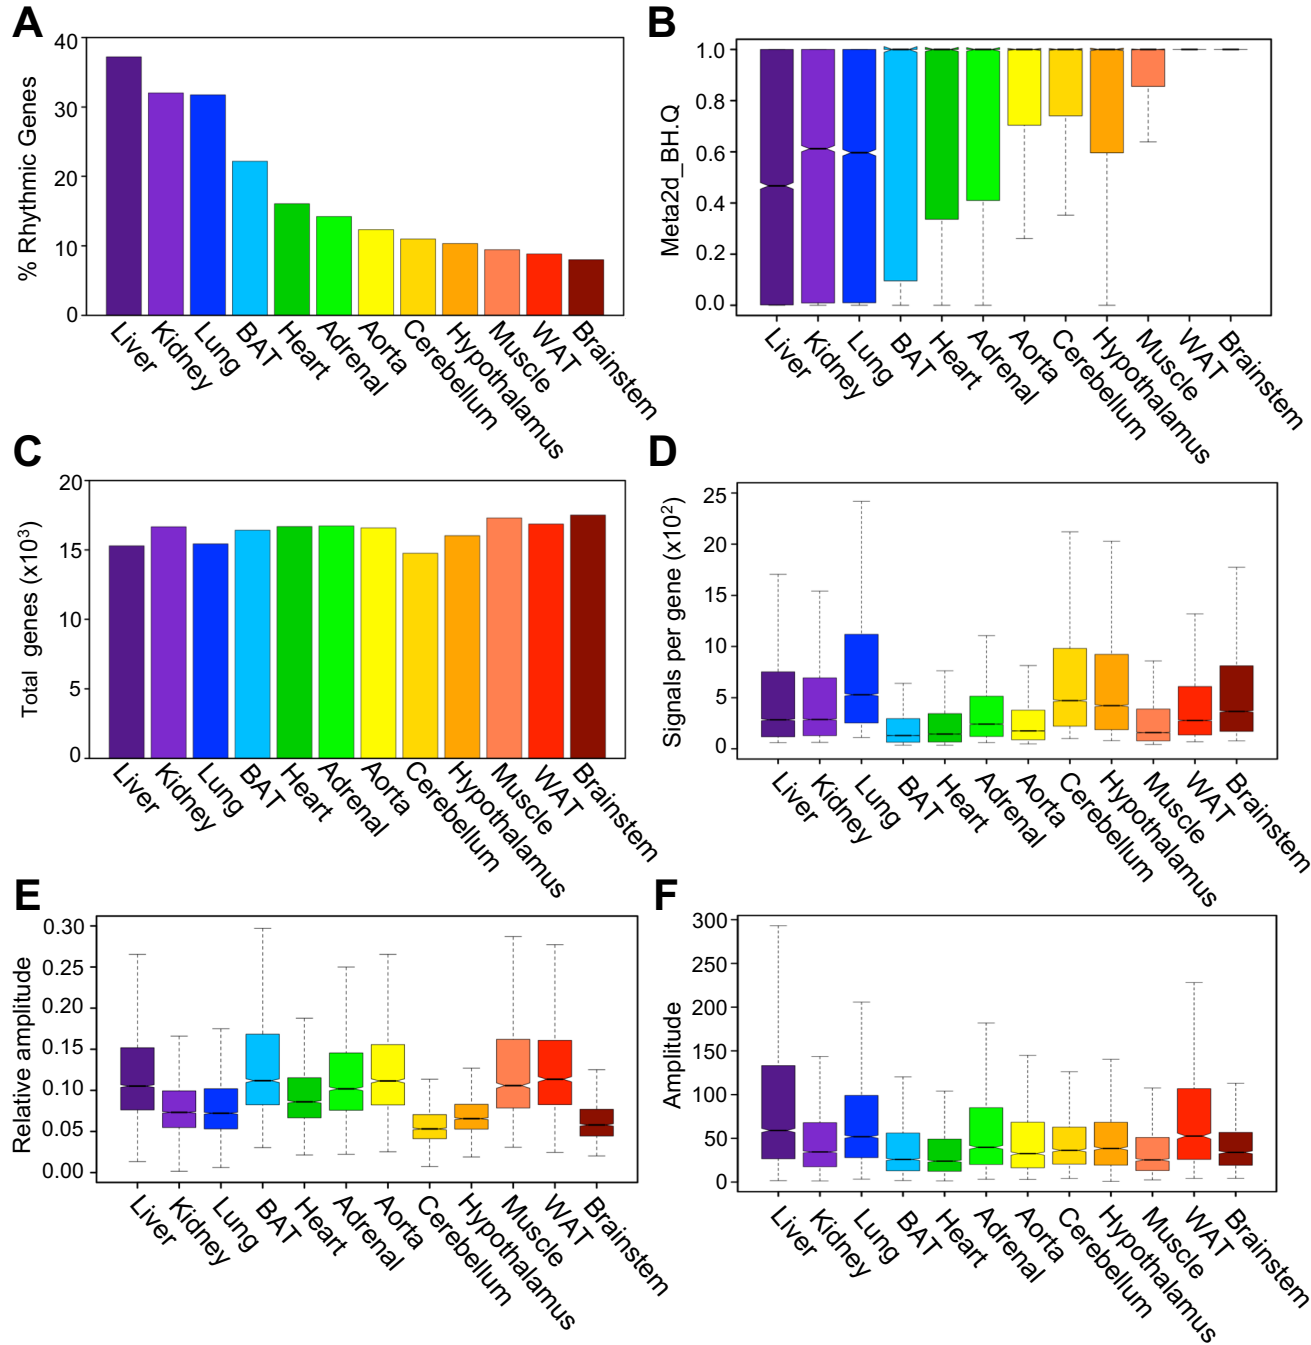 A
% Rhythmic Genes
40
30
20
10
0
Liver
Kidney
Lung
BAT
Heart
Adrenal
Aorta
Cerebellum
Hypothalamus
Muscle
WAT
Brainstem
B
Meta2d_BH.Q
1.0
0.8
0.6
0.4
0.2
0.0
Liver
Kidney
Lung
BAT
Heart
Adrenal
Aorta
Cerebellum
Hypothalamus
Muscle
WAT
Brainstem
C
Total genes (x10³)
20
15
10
5
0
Liver
Kidney
Lung
BAT
Heart
Adrenal
Aorta
Cerebellum
Hypothalamus
Muscle
WAT
Brainstem
D
Signals per gene (x10²)
25
20
15
10
5
0
Liver
Kidney
Lung
BAT
Heart
Adrenal
Aorta
Cerebellum
Hypothalamus
Muscle
WAT
Brainstem
E
Relative amplitude
0.30
0.25
0.20
0.15
0.10
0.05
0.00
Liver
Kidney
Lung
BAT
Heart
Adrenal
Aorta
Cerebellum
Hypothalamus
Muscle
WAT
Brainstem
F
Amplitude
300
250
200
150
100
50
0
Liver
Kidney
Lung
BAT
Heart
Adrenal
Aorta
Cerebellum
Hypothalamus
Muscle
WAT
Brainstem